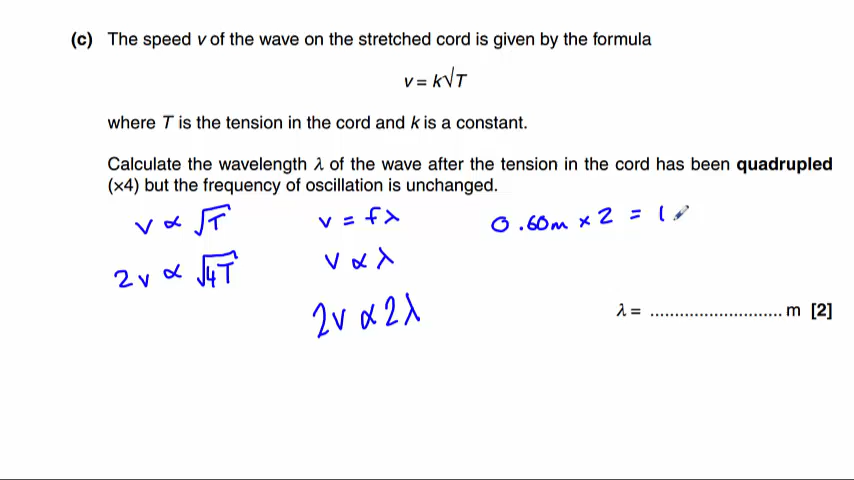 (c) The speed v of the wave on the stretched cord is given by the formula
v = k√T
where T is the tension in the cord and k is a constant.
Calculate the wavelength λ of the wave after the tension in the cord has been quadrupled
(×4) but the frequency of oscillation is unchanged.
v ∝ √T v = fλ 0.60m × 2 = 1
2v ∝ √4T v ∝ λ
2v ∝ 2λ
λ = ........................... m [2]